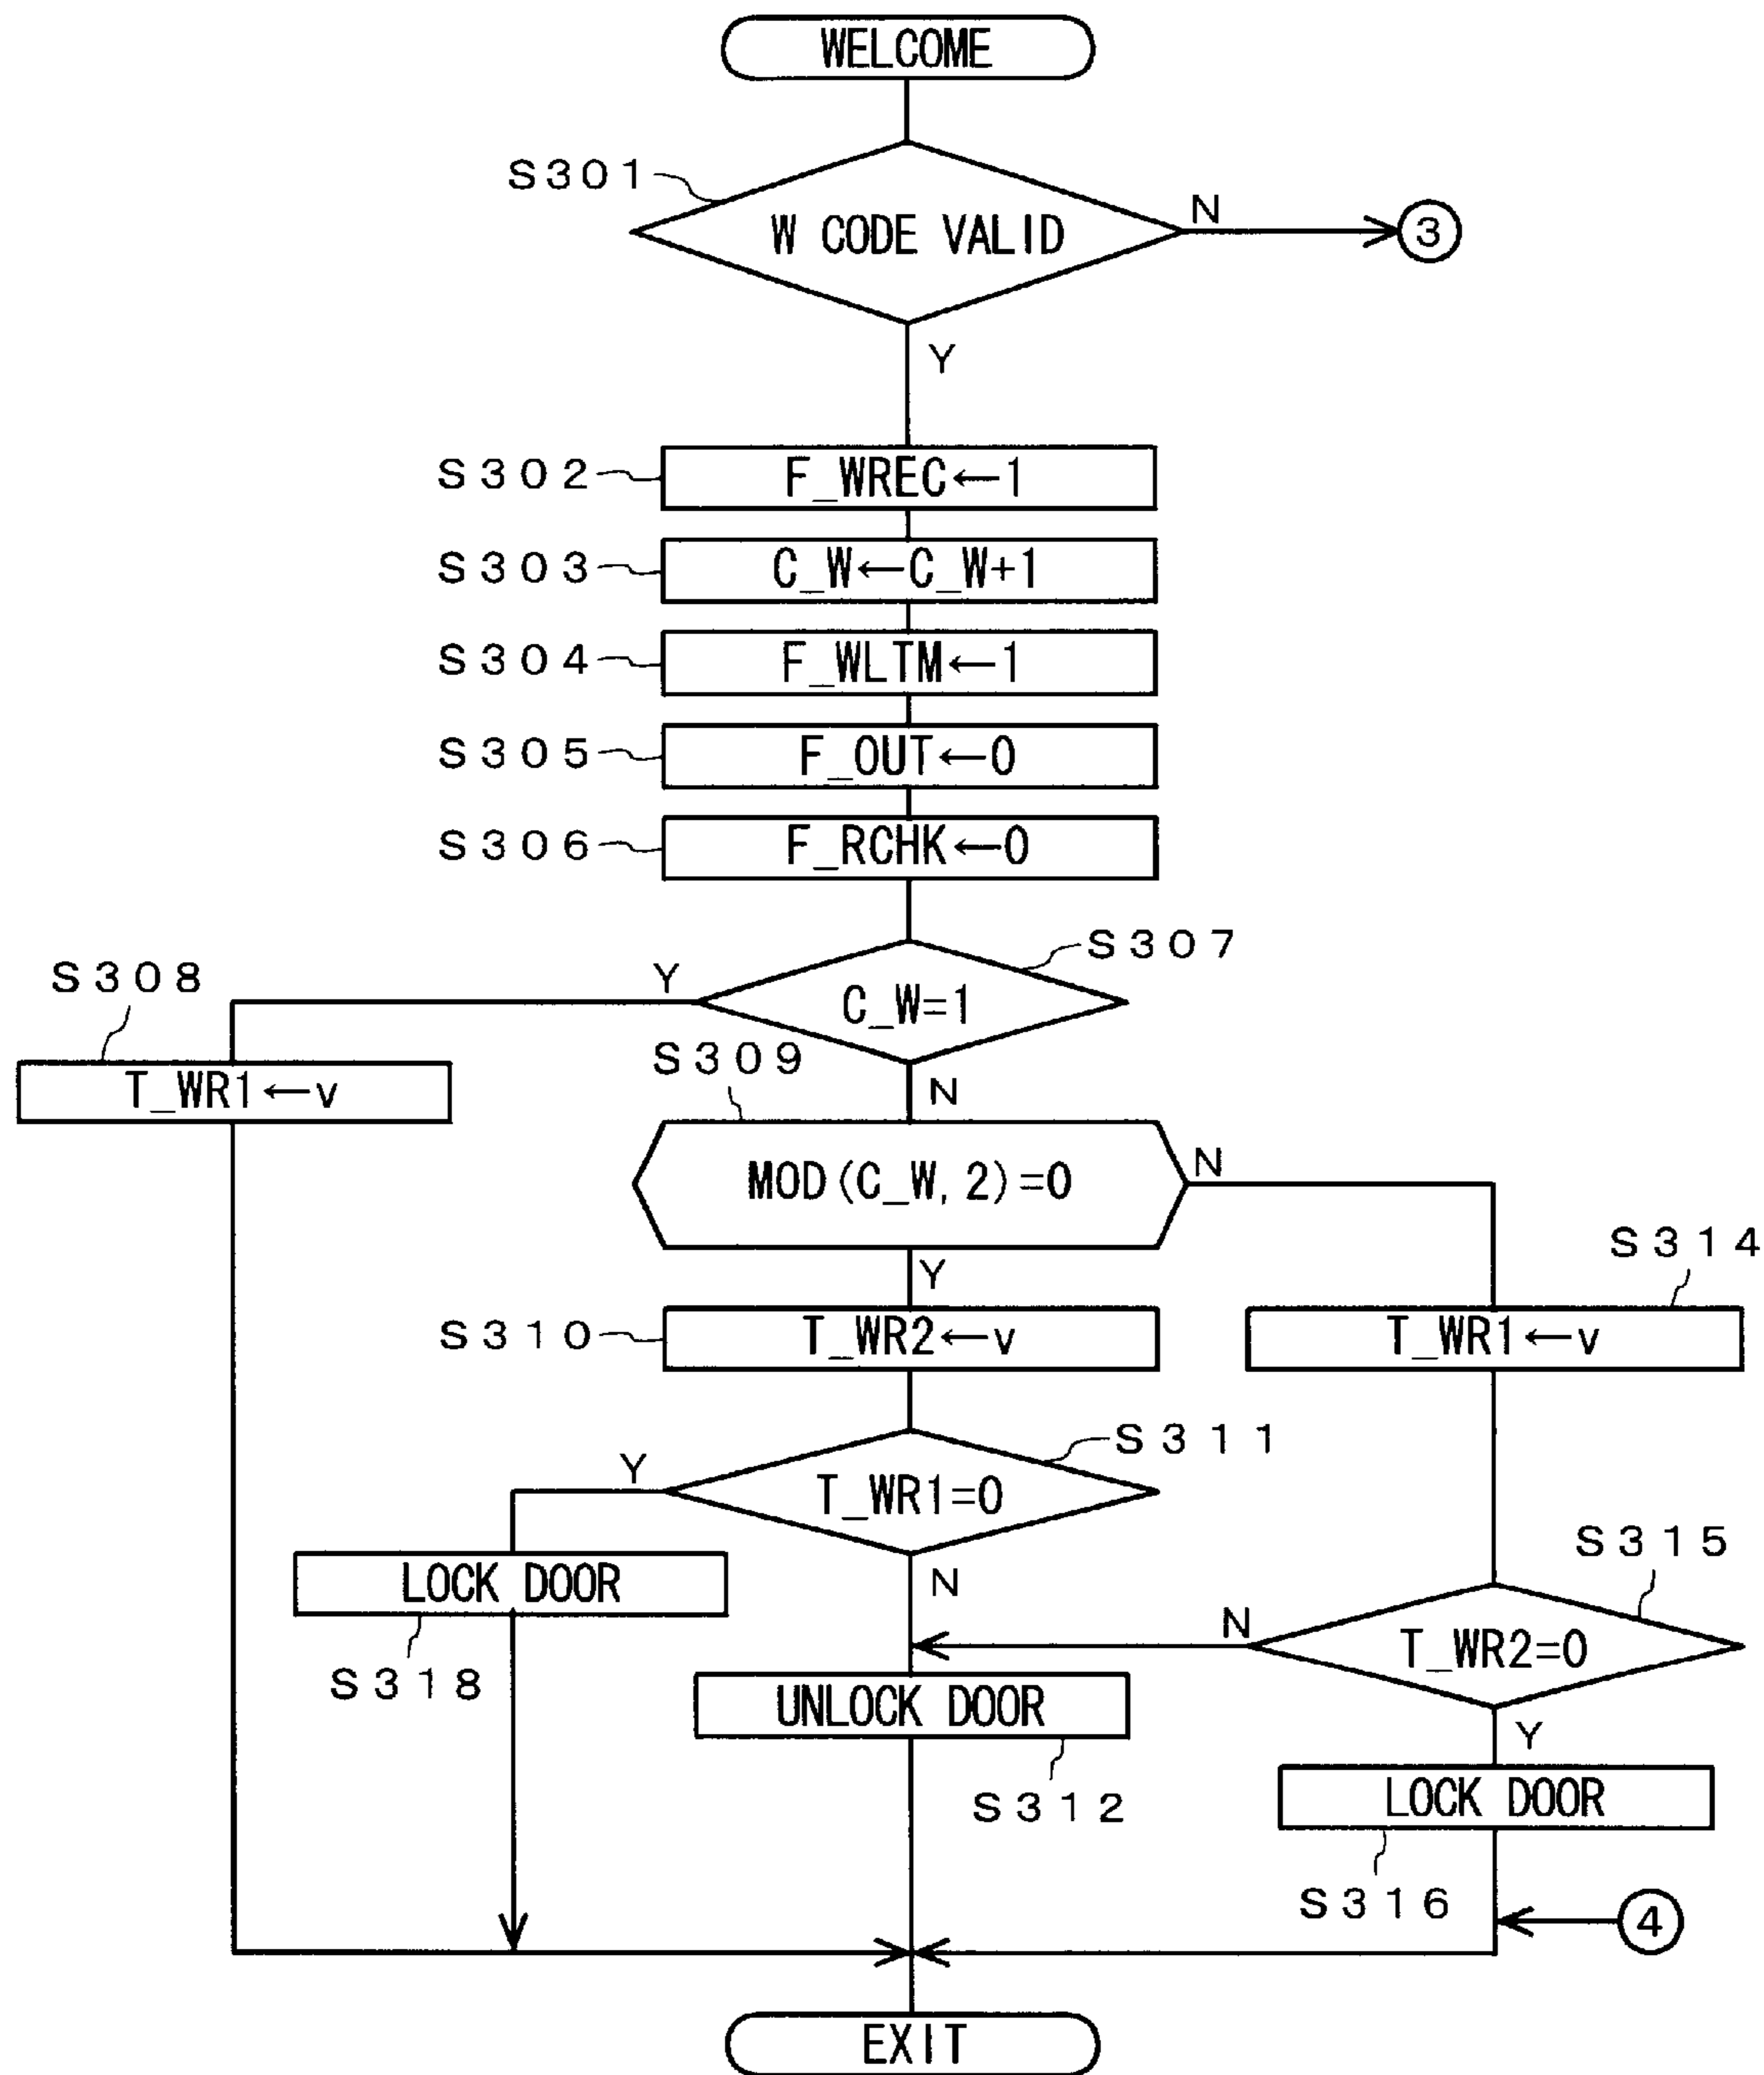 WELCOME
S301
W CODE VALID
N
3
Y
S302
F_WREC←1
S303
C_W←C_W+1
S304
F_WLTM←1
S305
F_OUT←0
S306
F_RCHK←0
S307
C_W=1
Y
N
S308
T_WR1←v
S309
MOD(C_W,2)=0
N
Y
S310
T_WR2←v
S314
T_WR1←v
S311
T_WR1=0
Y
N
LOCK DOOR
S318
S315
T_WR2=0
N
Y
UNLOCK DOOR
S312
LOCK DOOR
S316
4
EXIT